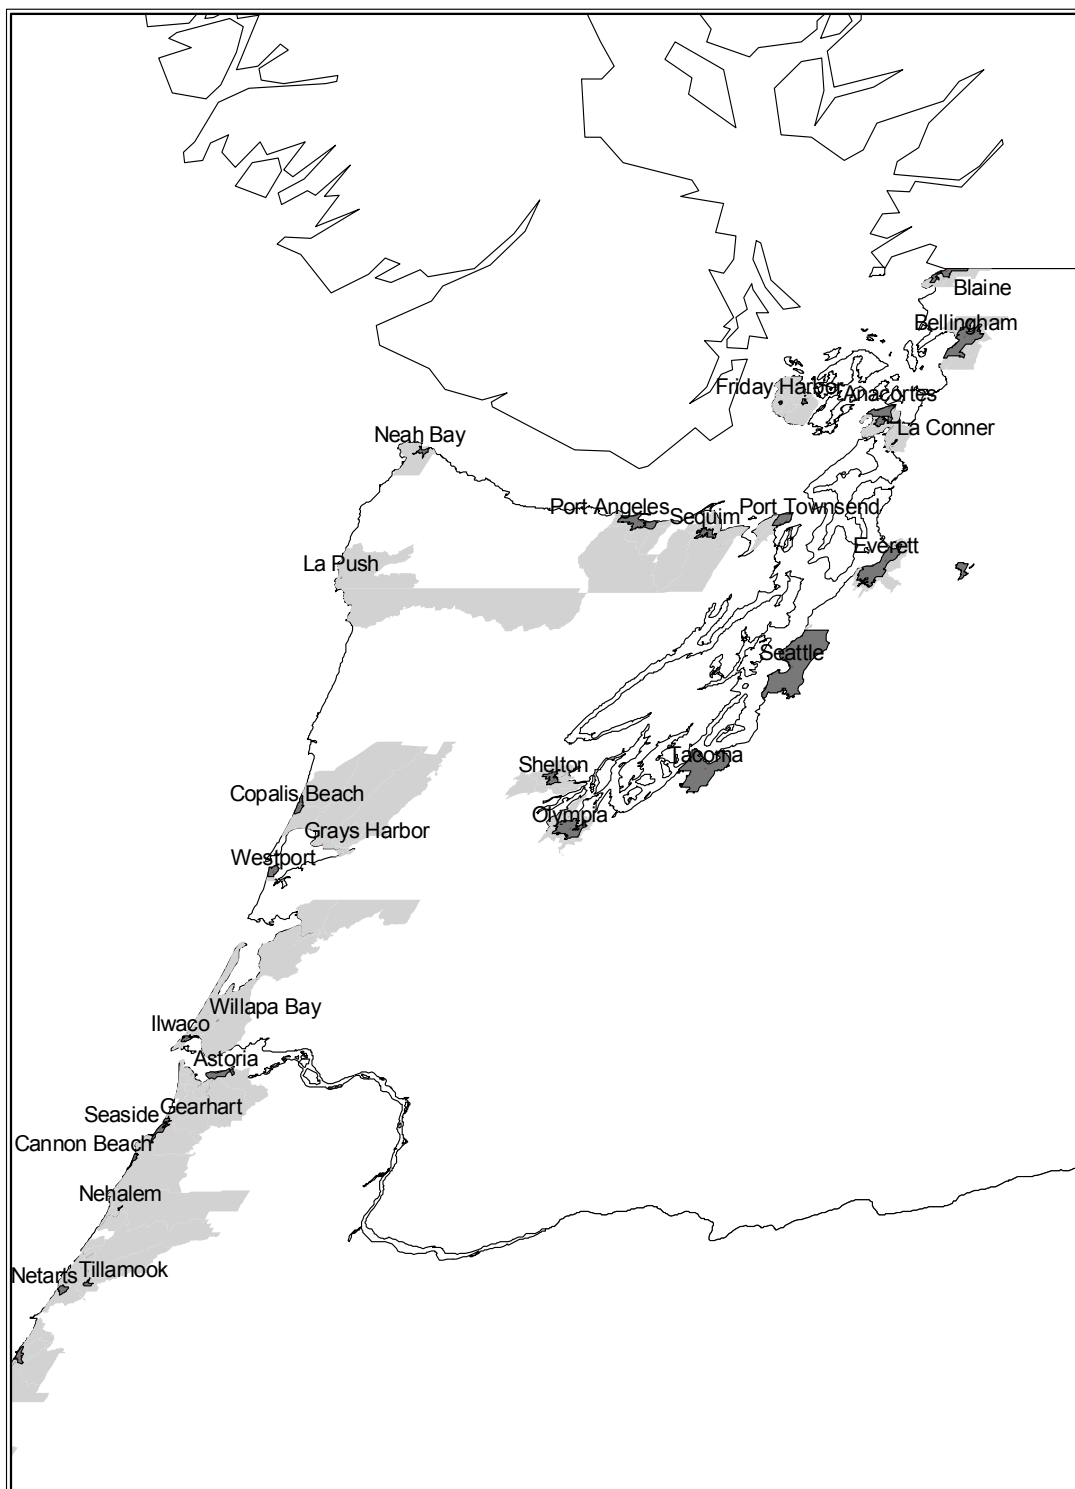 Blaine
Bellingham
Friday Harbor
Anacortes
La Conner
Neah Bay
Port Angeles
Sequim
Port Townsend
Everett
La Push
Seattle
Shelton
Tacoma
Copalis Beach
Olympia
Grays Harbor
Westport
Willapa Bay
Ilwaco
Astoria
Gearhart
Seaside
Cannon Beach
Nehalem
Netarts
Tillamook